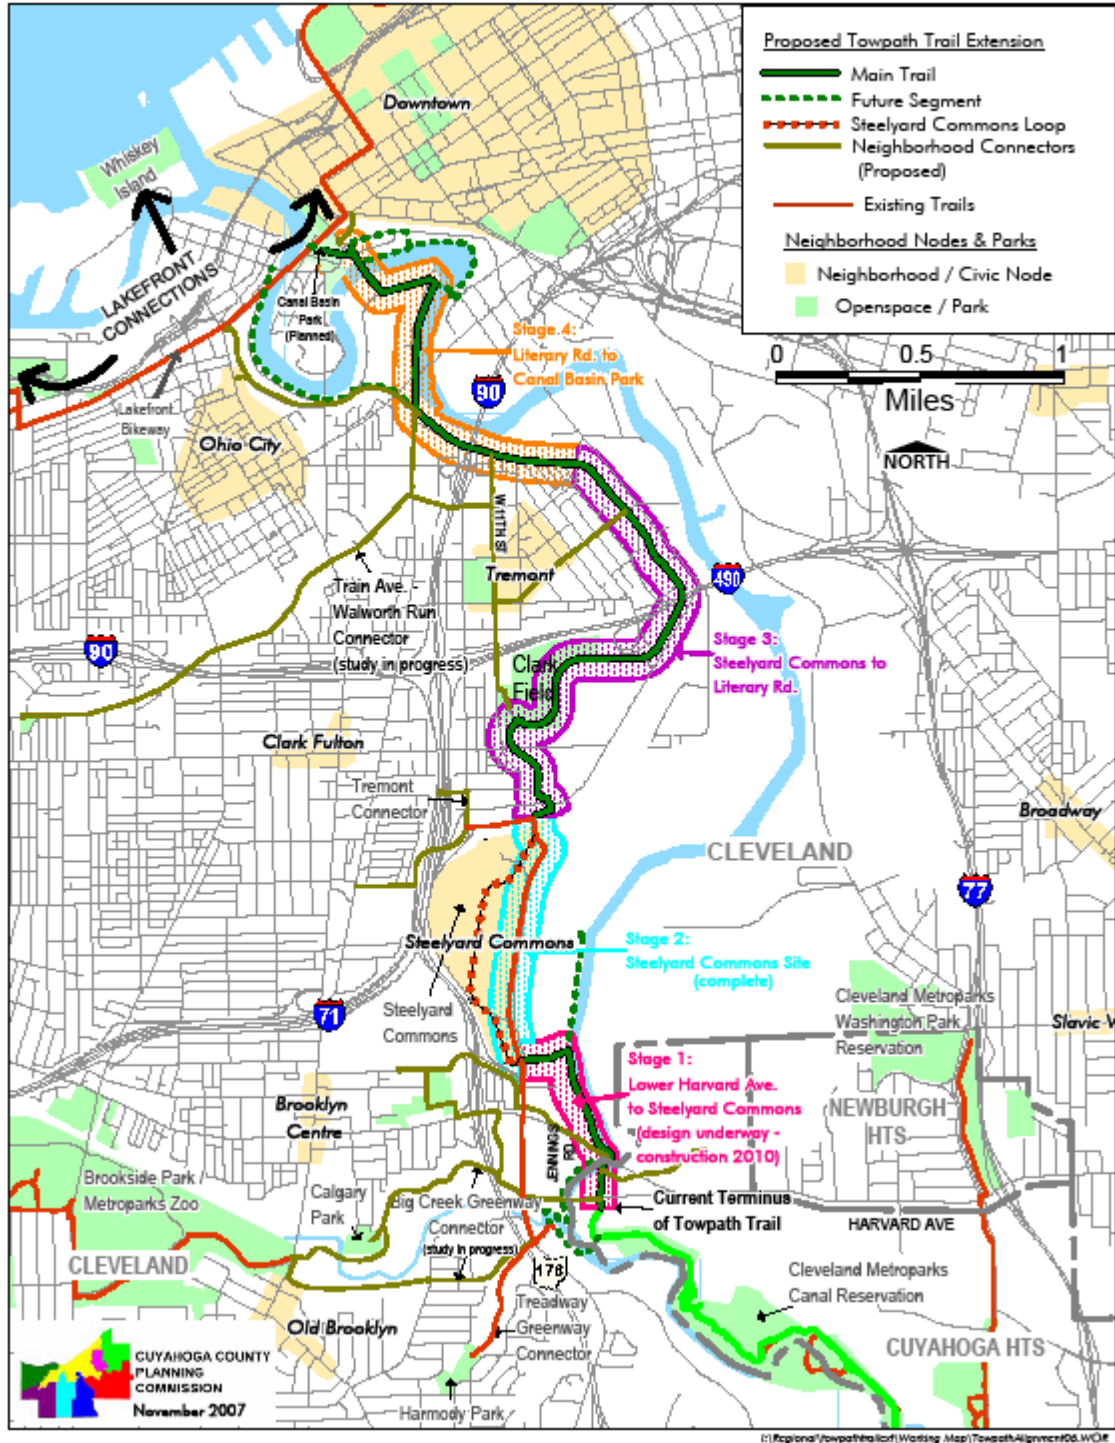 Proposed Towpath Trail Extension
Main Trail
Future Segment
Steelyard Commons Loop
Neighborhood Connectors
(Proposed)
Existing Trails
Neighborhood Nodes & Parks
Neighborhood / Civic Node
Openspace / Park
0 0.5 1
Miles
NORTH
Downtown
Whiskey
Island
LAKEFRONT
CONNECTIONS
Canal Basin
Park
(Planned)
Stage 4:
Literary Rd. to
Canal Basin Park
90
Lakefront
Bikeway
Ohio City
W 11TH ST
Tremont
490
Train Ave. -
Walworth Run
Connector
(study in progress)
90
Stage 3:
Steelyard Commons to
Literary Rd.
Clark
Field
Clark Fulton
Tremont
Connector
Broadway
CLEVELAND
77
Steelyard Commons
Stage 2:
Steelyard Commons Site
(complete)
Steelyard
Commons
71
Cleveland Metroparks
Washington Park
Reservation
Slavic V
Stage 1:
Lower Harvard Ave.
to Steelyard Commons
(design underway -
construction 2010)
NEWBURGH
HTS
Brooklyn
Centre
JENNINGS
RD
Brookside Park /
Metroparks Zoo
Calgary
Park
Big Creek Greenway
Connector
(study in progress)
Current Terminus
of Towpath Trail
HARVARD AVE
CLEVELAND
176
Cleveland Metroparks
Canal Reservation
Old Brooklyn
Treadway
Greenway
Connector
CUYAHOGA HTS
Harmody Park
CUYAHOGA COUNTY
PLANNING
COMMISSION
November 2007